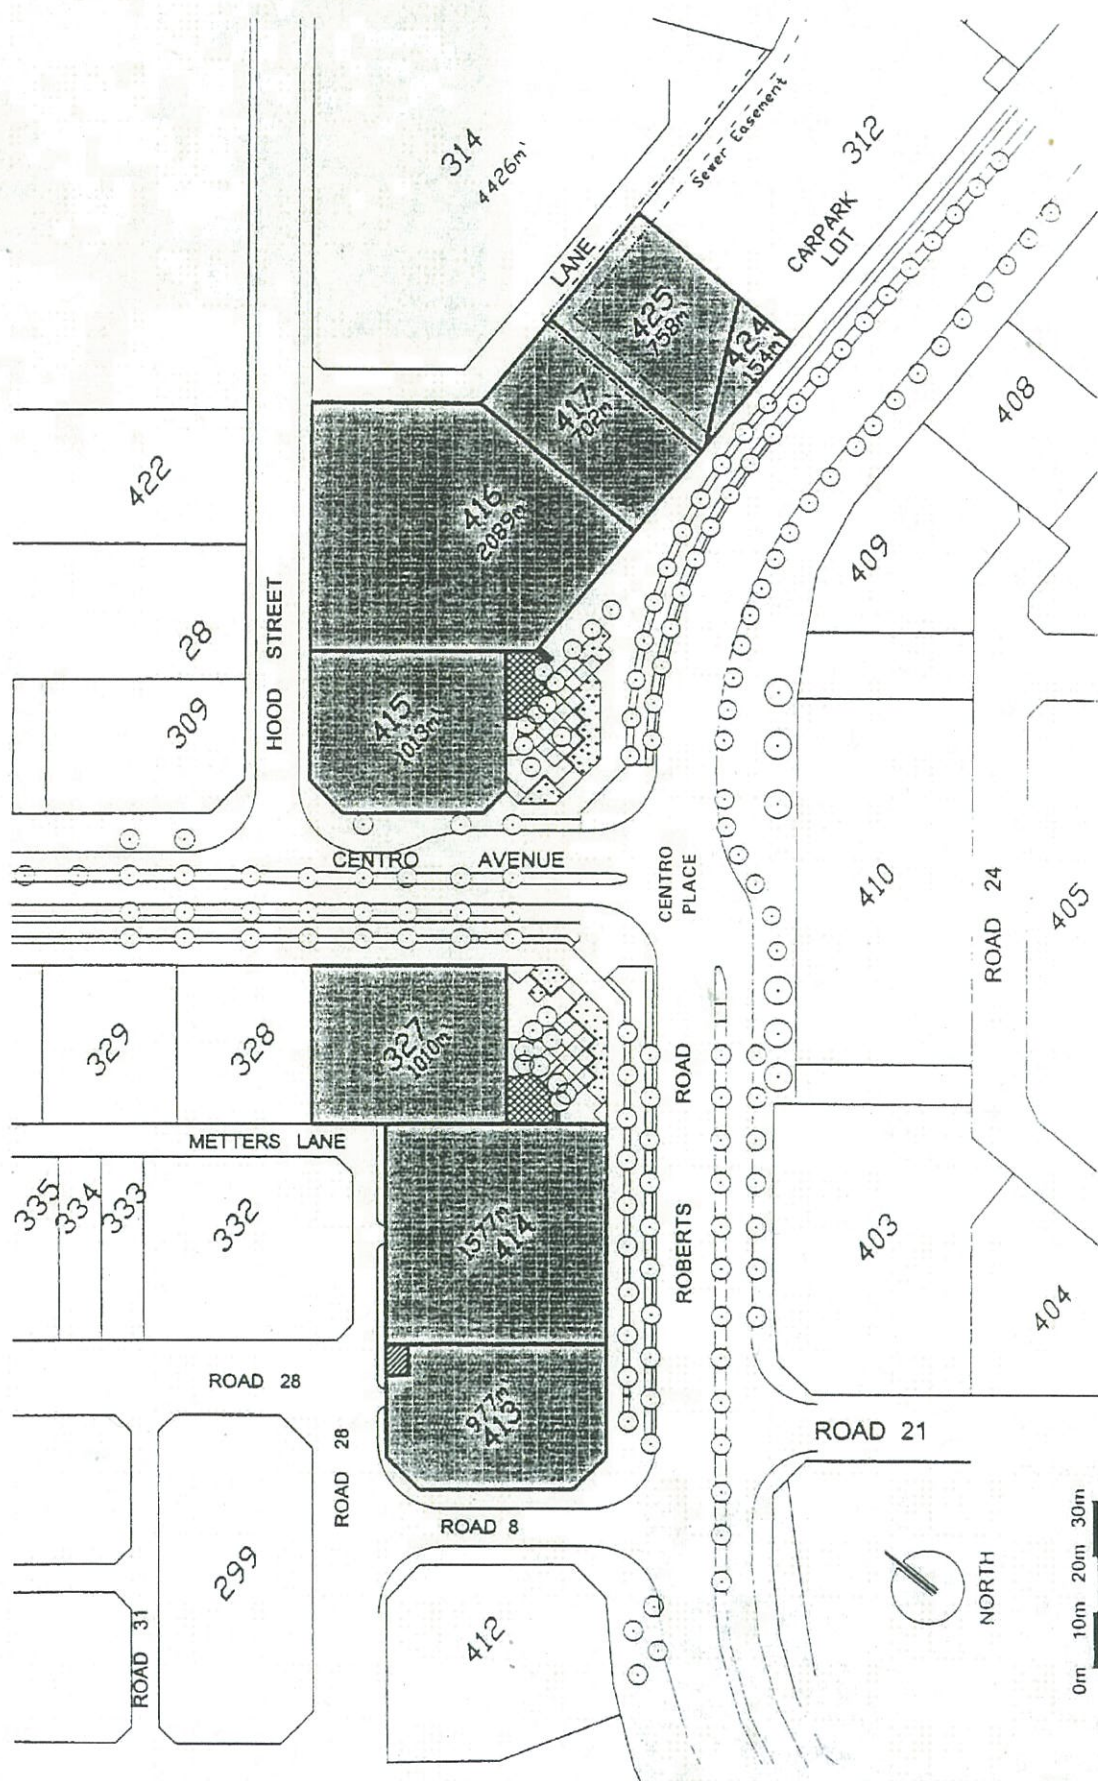 314
4426m²
Sewer Easement
312
CARPARK
LOT
LANE
425
758m²
424
154m²
417
702m²
408
422
416
2089m²
409
28
HOOD STREET
309
415
1013m²
CENTRO AVENUE
CENTRO
PLACE
410
ROAD 24
405
329
328
327
1010m²
ROBERTS ROAD
METTERS LANE
335
334
333
332
1577m²
414
403
404
ROAD 28
977m²
413
ROAD 28
ROAD 21
ROAD 8
299
ROAD 31
412
NORTH
0m 10m 20m 30m